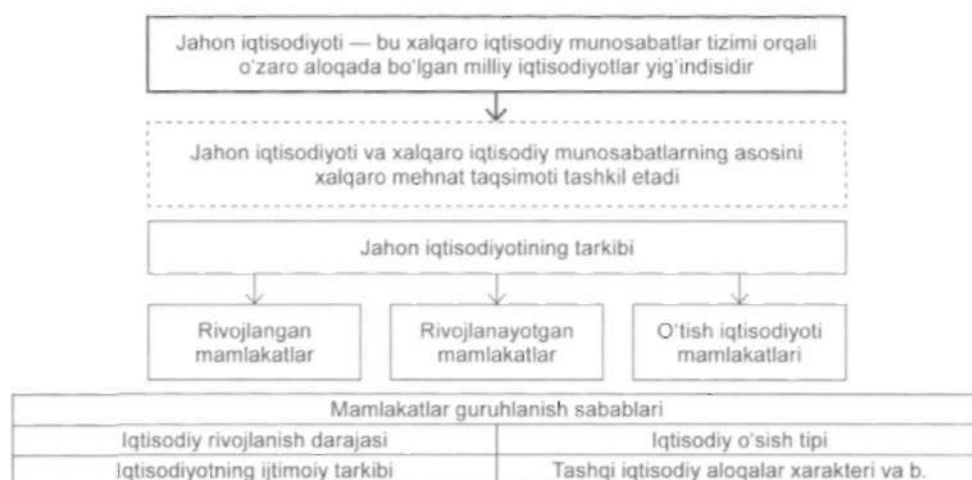 Jahon iqtisodiyoti — bu xalqaro iqtisodiy munosabatlar tizimi orqali
o‘zaro aloqada bo‘lgan milliy iqtisodiyotlar yig‘indisidir
Jahon iqtisodiyoti va xalqaro iqtisodiy munosabatlarning asosini
xalqaro mehnat taqsimoti tashkil etadi
Jahon iqtisodiyotining tarkibi
Rivojlangan
mamlakatlar
Rivojlanayotgan
mamlakatlar
O‘tish iqtisodiyoti
mamlakatlari
Mamlakatlar guruhlanish sabablari
Iqtisodiy rivojlanish darajasi
Iqtisodiy o‘sish tipi
Iqtisodiyotning ijtimoiy tarkibi
Tashqi iqtisodiy aloqalar xarakteri va b.